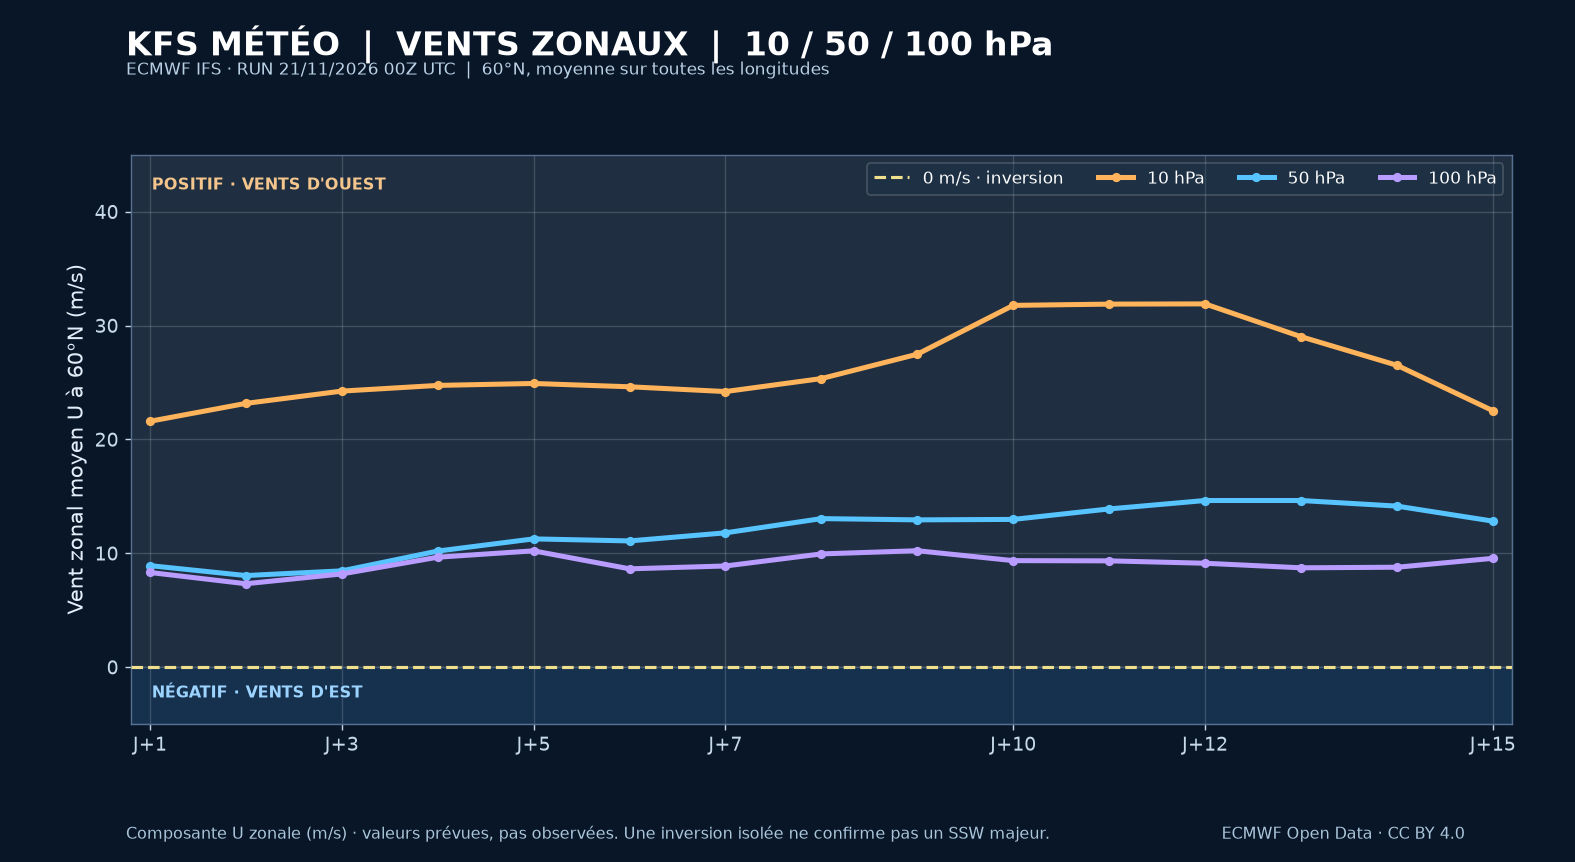 KFS MÉTÉO | VENTS ZONAUX | 10 / 50 / 100 hPa
ECMWF IFS · RUN 21/11/2026 00Z UTC | 60°N, moyenne sur toutes les longitudes
POSITIF · VENTS D'OUEST
0 m/s · inversion
10 hPa
50 hPa
100 hPa
Vent zonal moyen U à 60°N (m/s)
40
30
20
10
0
NÉGATIF · VENTS D'EST
J+1
J+3
J+5
J+7
J+10
J+12
J+15
Composante U zonale (m/s) · valeurs prévues, pas observées. Une inversion isolée ne confirme pas un SSW majeur.
ECMWF Open Data · CC BY 4.0